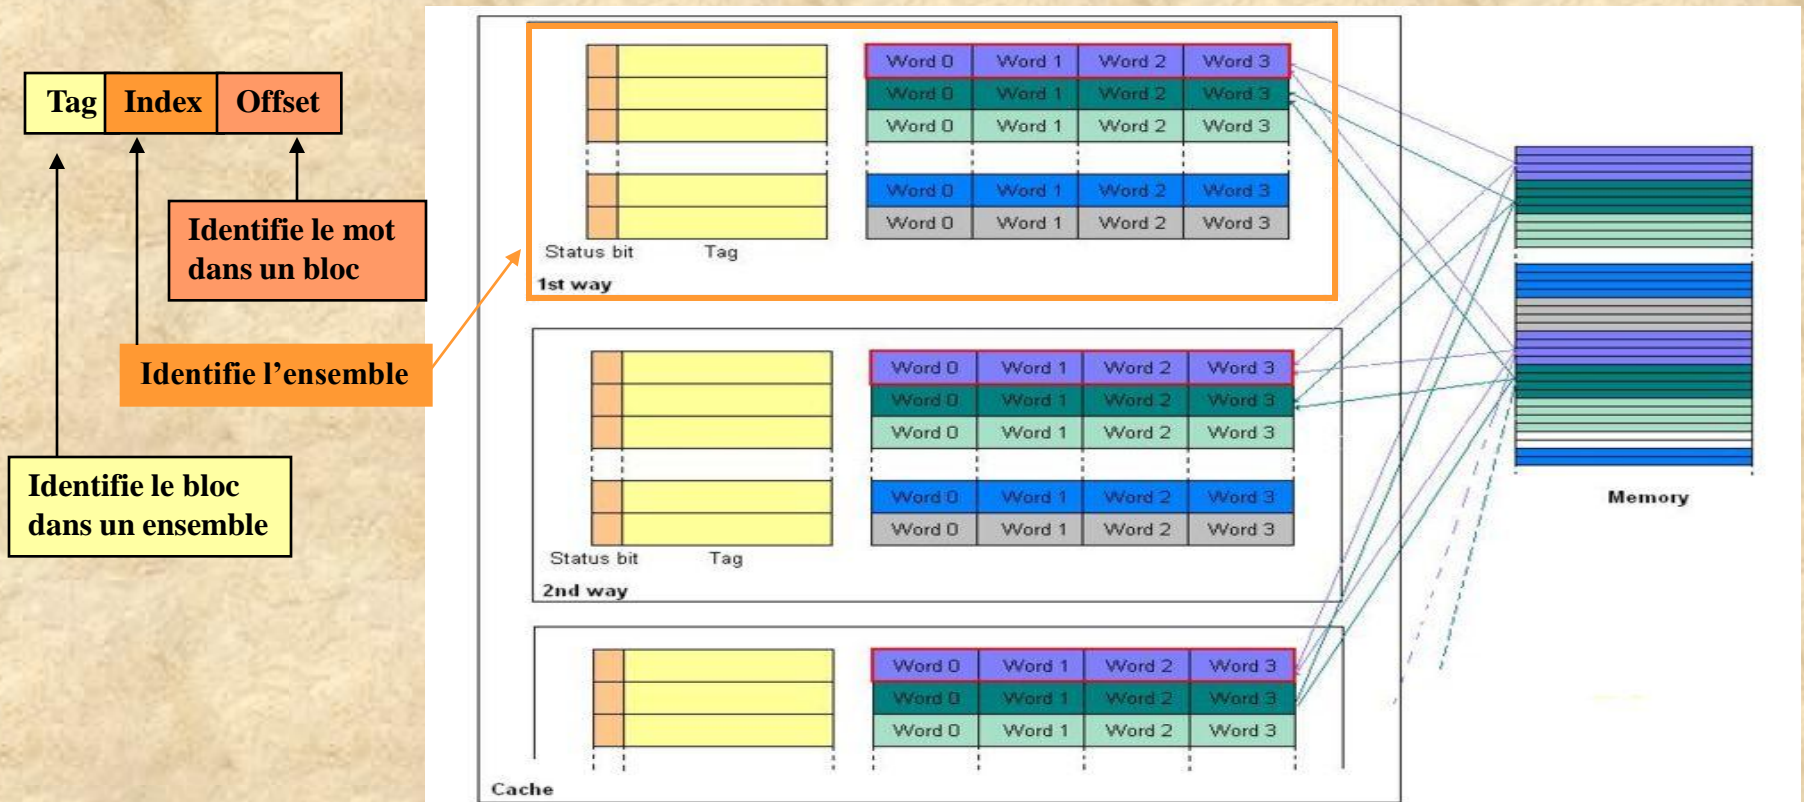 Tag Index Offset
Identifie le mot
dans un bloc
Identifie l’ensemble
Identifie le bloc
dans un ensemble
Word 0 Word 1 Word 2 Word 3
Word 0 Word 1 Word 2 Word 3
Word 0 Word 1 Word 2 Word 3
Word 0 Word 1 Word 2 Word 3
Word 0 Word 1 Word 2 Word 3
Status bit Tag
1st way
Word 0 Word 1 Word 2 Word 3
Word 0 Word 1 Word 2 Word 3
Word 0 Word 1 Word 2 Word 3
Word 0 Word 1 Word 2 Word 3
Word 0 Word 1 Word 2 Word 3
Status bit Tag
2nd way
Word 0 Word 1 Word 2 Word 3
Word 0 Word 1 Word 2 Word 3
Word 0 Word 1 Word 2 Word 3
Cache
Memory